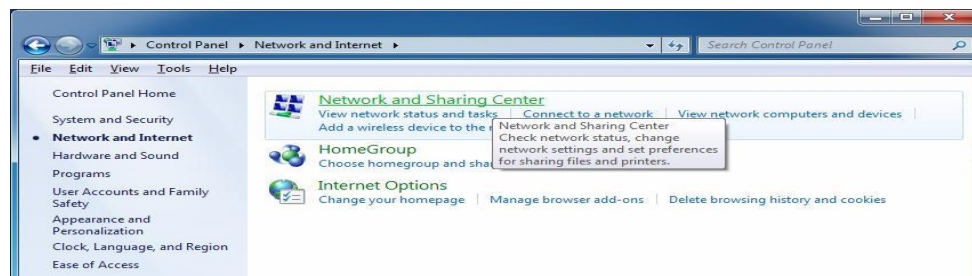 Control Panel ▸ Network and Internet ▸
Search Control Panel
File Edit View Tools Help
Control Panel Home
System and Security
Network and Internet
Hardware and Sound
Programs
User Accounts and Family
Safety
Appearance and
Personalization
Clock, Language, and Region
Ease of Access
Network and Sharing Center
View network status and tasks | Connect to a network | View network computers and devices
Add a wireless device to the
Network and Sharing Center
Check network status, change
network settings and set preferences
for sharing files and printers.
HomeGroup
Choose homegroup and
Internet Options
Change your homepage | Manage browser add-ons | Delete browsing history and cookies